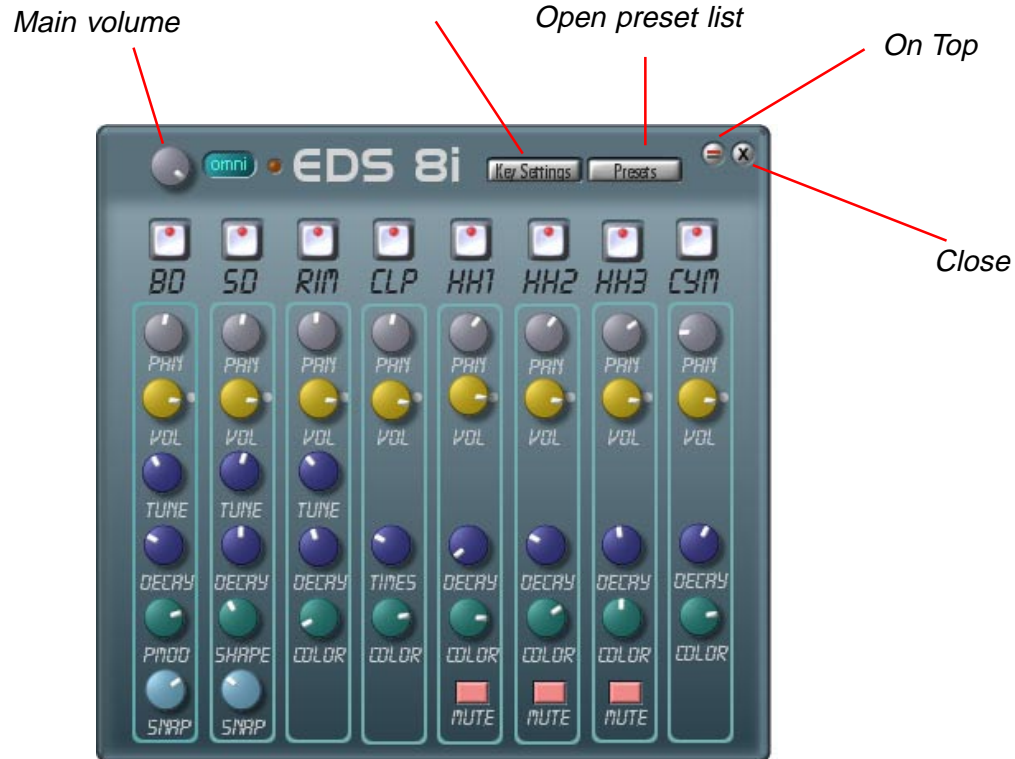 Main volume
Open preset list
On Top
omni EDS 8i Key Settings Presets X
Close
BD SD RIM CLP HH1 HH2 HH3 CYM
PAN PAN PAN PAN PAN PAN PAN PAN
VOL VOL VOL VOL VOL VOL VOL VOL
TUNE TUNE TUNE
DECAY DECAY DECAY TIMES DECAY DECAY DECAY DECAY
PMOD SHAPE COLOR COLOR COLOR COLOR COLOR COLOR
SNAP SNAP MUTE MUTE MUTE